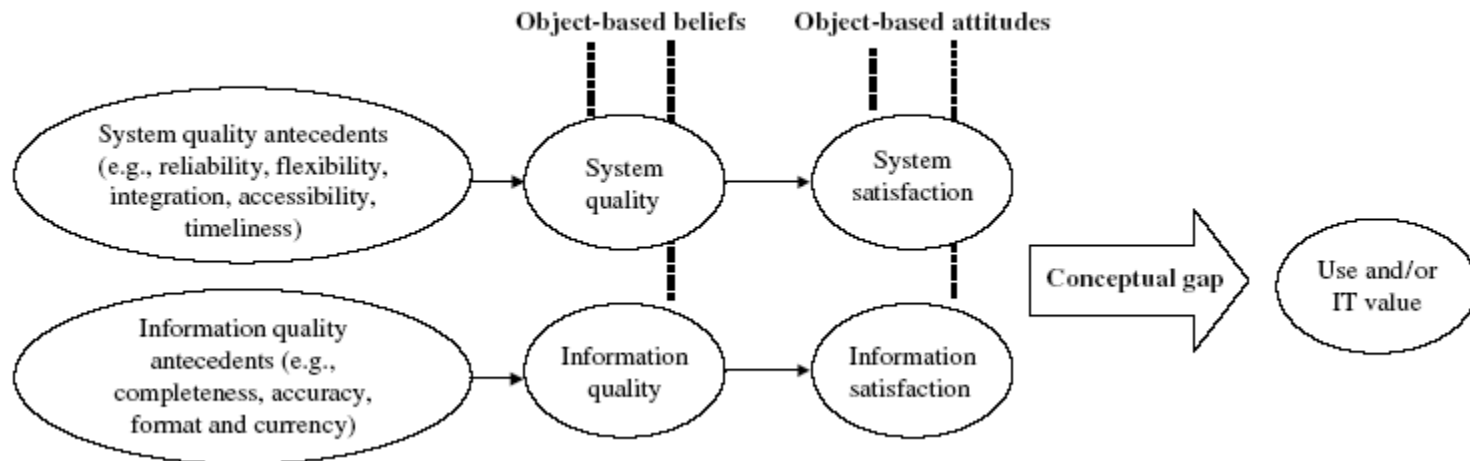 Object-based beliefs
Object-based attitudes
System quality antecedents
(e.g., reliability, flexibility,
integration, accessibility,
timeliness)
System
quality
System
satisfaction
Conceptual gap
Use and/or
IT value
Information quality
antecedents (e.g.,
completeness, accuracy,
format and currency)
Information
quality
Information
satisfaction